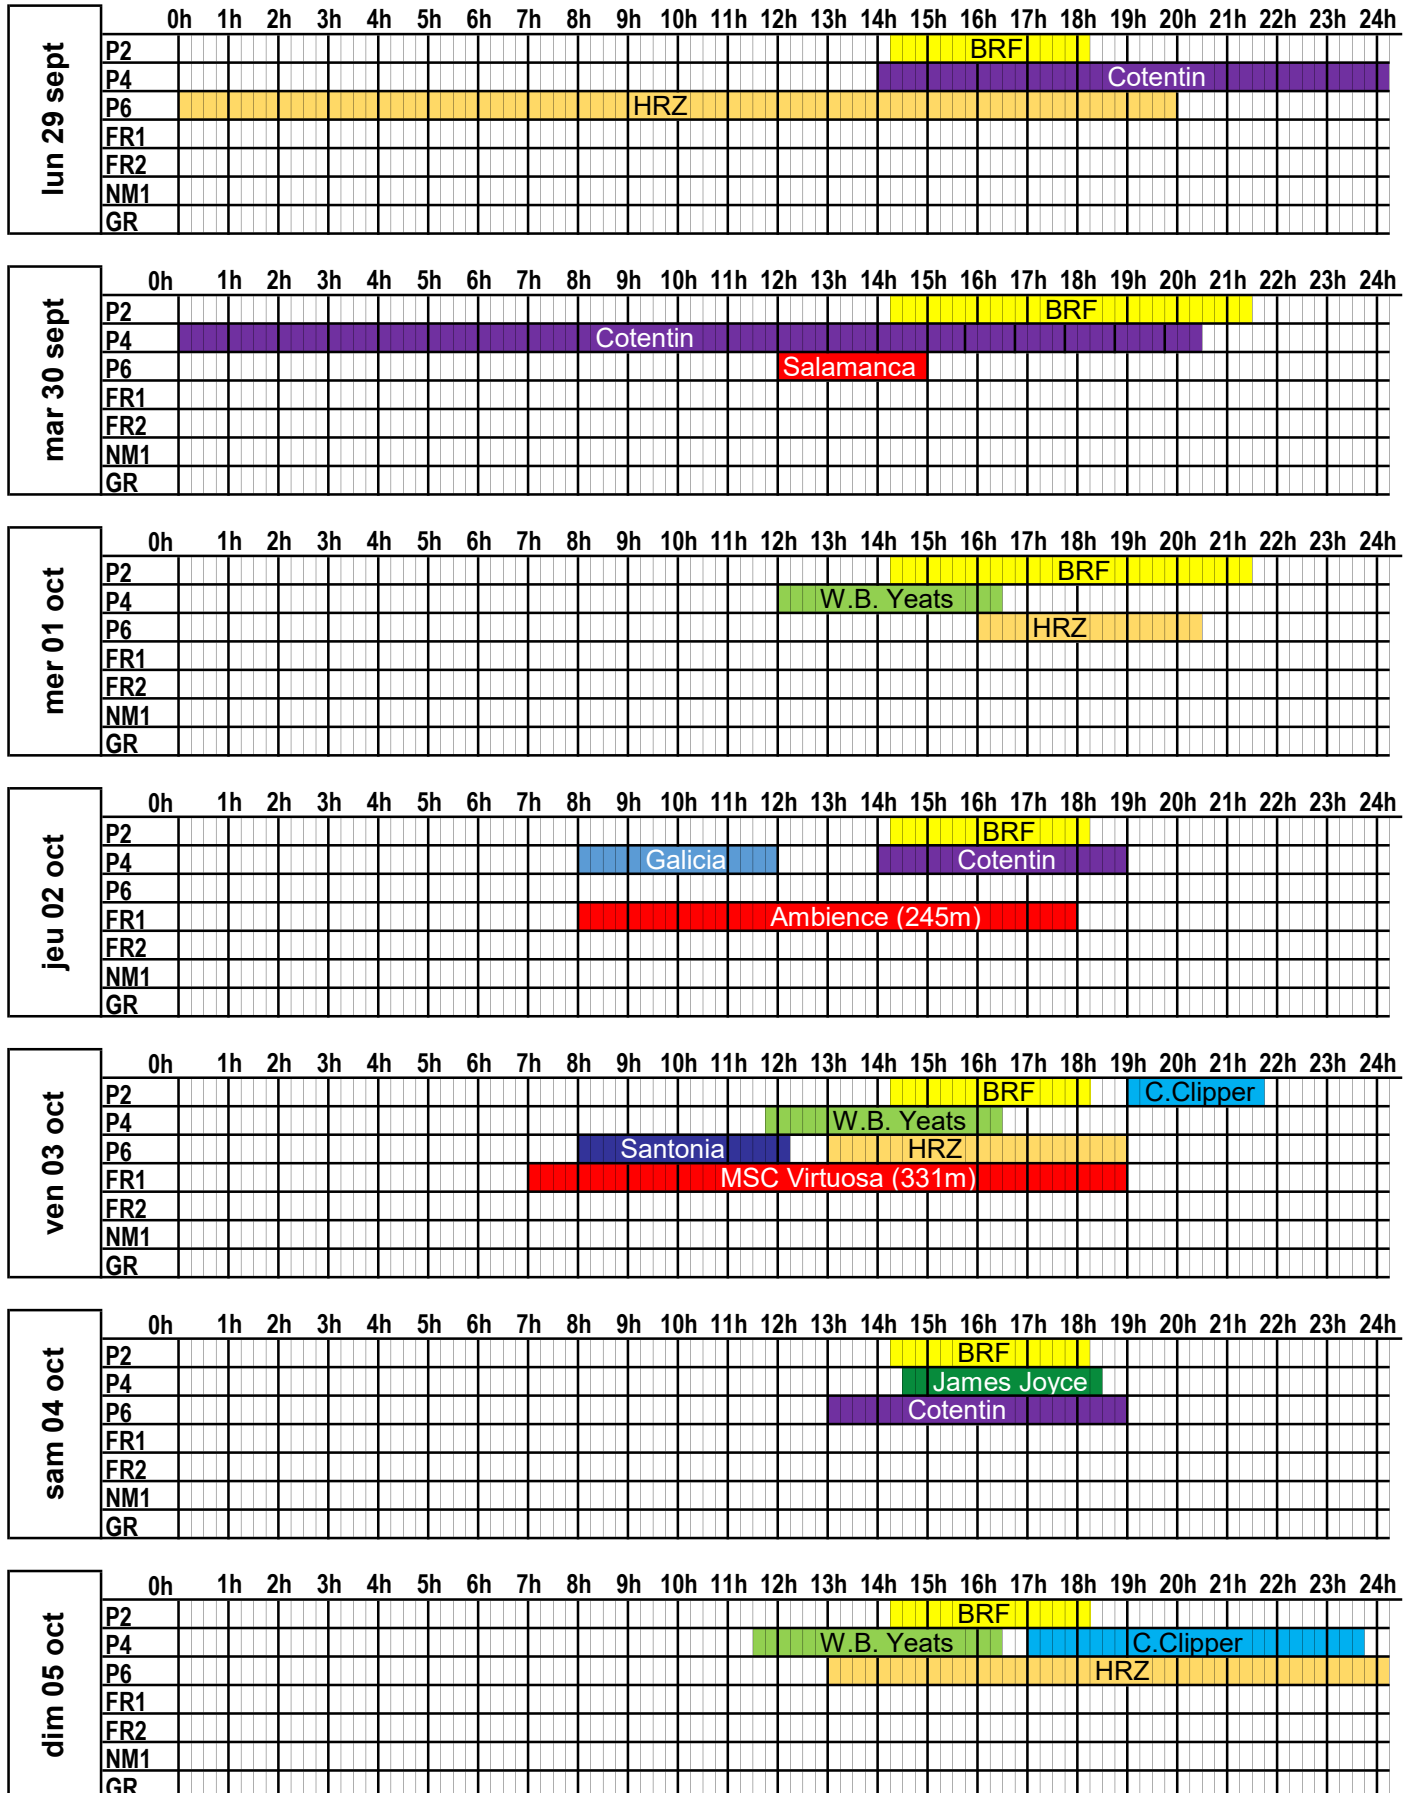 0h 1h 2h 3h 4h 5h 6h 7h 8h 9h 10h 11h 12h 13h 14h 15h 16h 17h 18h 19h 20h 21h 22h 23h 24h
lun 29 sept
P2 BRF
P4 Cotentin
P6 HRZ
FR1
FR2
NM1
GR
0h 1h 2h 3h 4h 5h 6h 7h 8h 9h 10h 11h 12h 13h 14h 15h 16h 17h 18h 19h 20h 21h 22h 23h 24h
mar 30 sept
P2 BRF
P4 Cotentin
P6 Salamanca
FR1
FR2
NM1
GR
0h 1h 2h 3h 4h 5h 6h 7h 8h 9h 10h 11h 12h 13h 14h 15h 16h 17h 18h 19h 20h 21h 22h 23h 24h
mer 01 oct
P2 BRF
P4 W.B. Yeats
P6 HRZ
FR1
FR2
NM1
GR
0h 1h 2h 3h 4h 5h 6h 7h 8h 9h 10h 11h 12h 13h 14h 15h 16h 17h 18h 19h 20h 21h 22h 23h 24h
jeu 02 oct
P2 BRF
P4 Galicia Cotentin
P6
FR1 Ambience (245m)
FR2
NM1
GR
0h 1h 2h 3h 4h 5h 6h 7h 8h 9h 10h 11h 12h 13h 14h 15h 16h 17h 18h 19h 20h 21h 22h 23h 24h
ven 03 oct
P2 BRF C.Clipper
P4 W.B. Yeats
P6 Santonia HRZ
FR1 MSC Virtuosa (331m)
FR2
NM1
GR
0h 1h 2h 3h 4h 5h 6h 7h 8h 9h 10h 11h 12h 13h 14h 15h 16h 17h 18h 19h 20h 21h 22h 23h 24h
sam 04 oct
P2 BRF
P4 James Joyce
P6 Cotentin
FR1
FR2
NM1
GR
0h 1h 2h 3h 4h 5h 6h 7h 8h 9h 10h 11h 12h 13h 14h 15h 16h 17h 18h 19h 20h 21h 22h 23h 24h
dim 05 oct
P2 BRF
P4 W.B. Yeats C.Clipper
P6 HRZ
FR1
FR2
NM1
GR